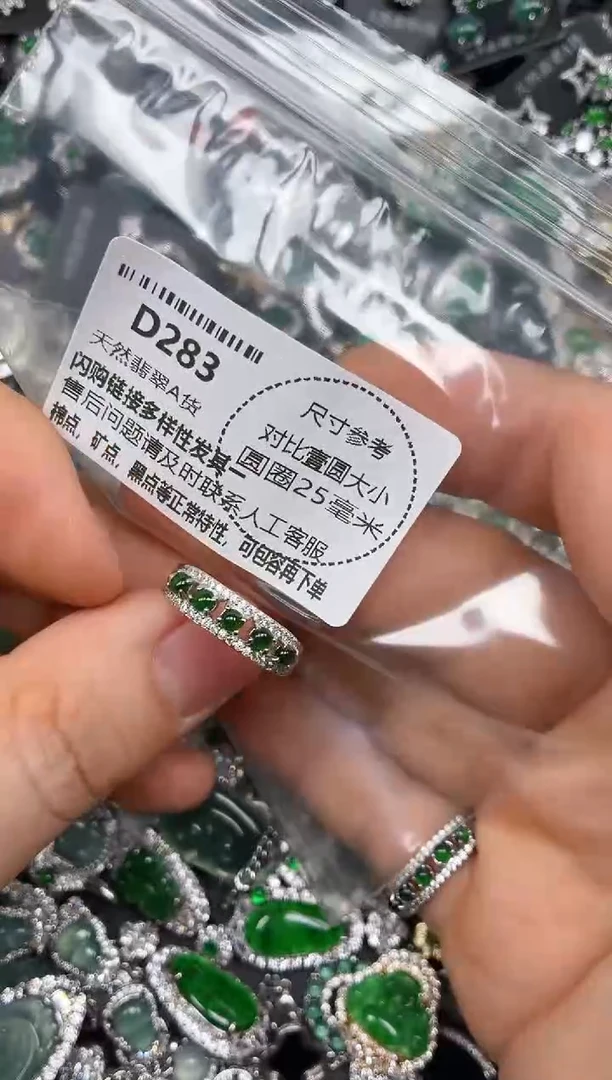 D283
天然翡翠A货
闪购链接多样性发其一
售后问题请及时联系人工客服
棉点，矿点，黑点等正常特性，可包容再下单
尺寸参考
对比壹圆大小
圆圈25毫米